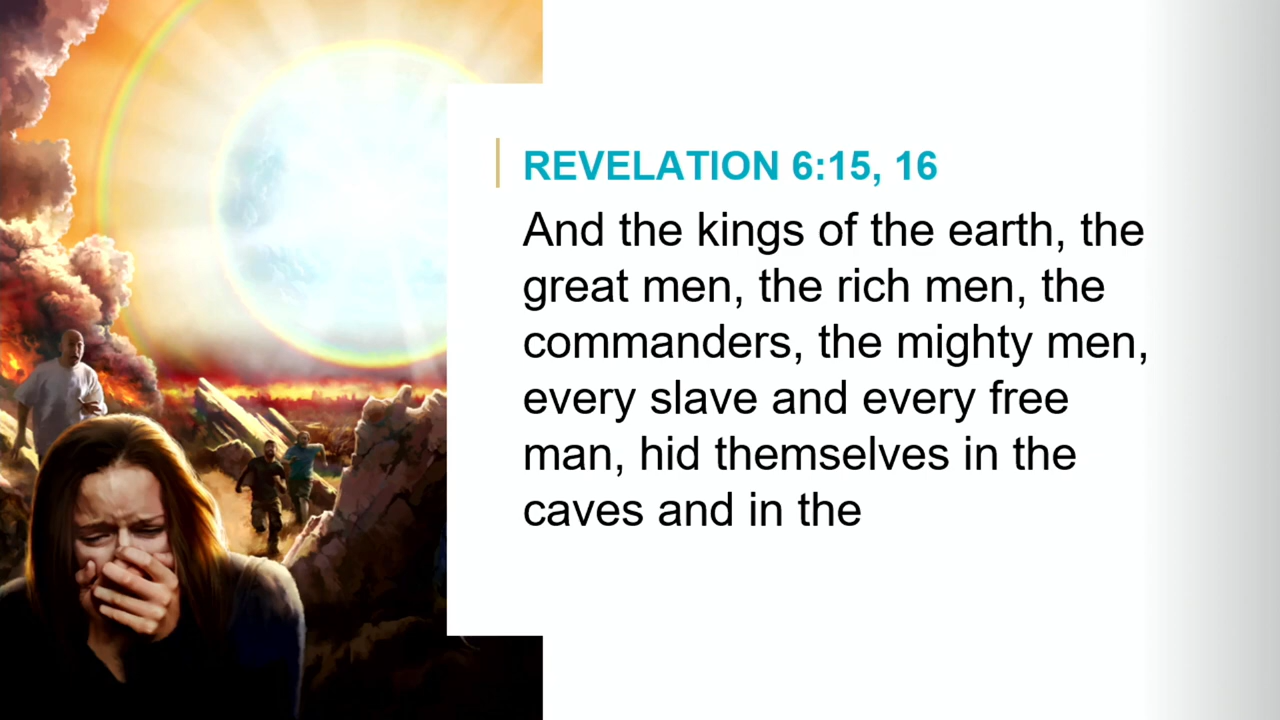 REVELATION 6:15, 16
And the kings of the earth, the
great men, the rich men, the
commanders, the mighty men,
every slave and every free
man, hid themselves in the
caves and in the